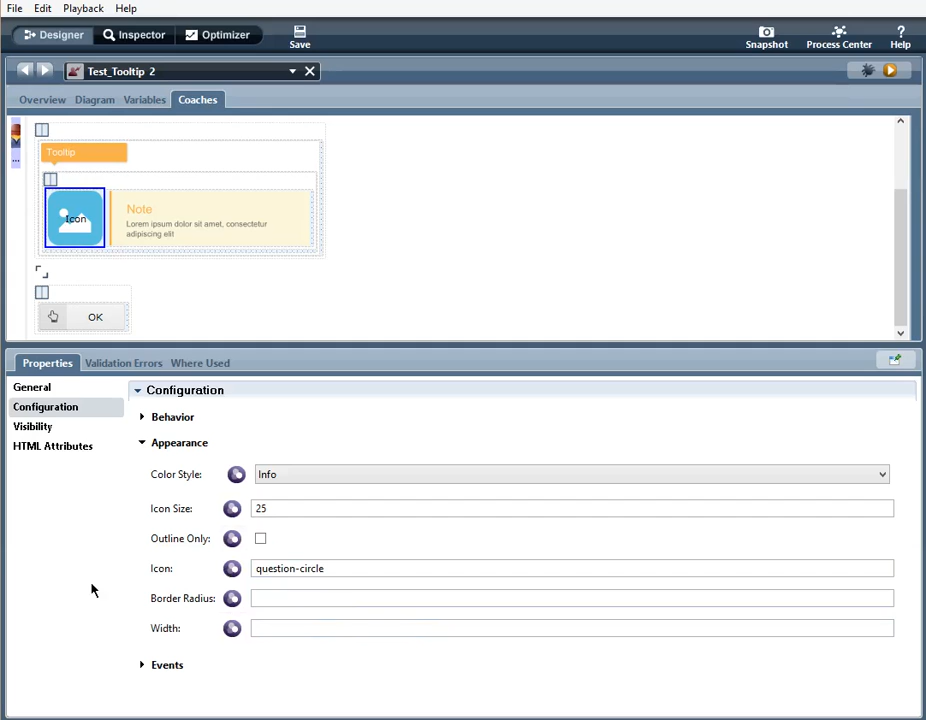 File Edit Playback Help
Designer Inspector Optimizer Save Snapshot Process Center Help
Test_Tooltip 2
Overview Diagram Variables Coaches
...
Tooltip
Icon
Note
Lorem ipsum dolor sit amet, consectetur
adipiscing elit
OK
Properties Validation Errors Where Used
General
Configuration
Visibility
HTML Attributes
Configuration
Behavior
Appearance
Color Style: Info
Icon Size: 25
Outline Only:
Icon: question-circle
Border Radius:
Width:
Events